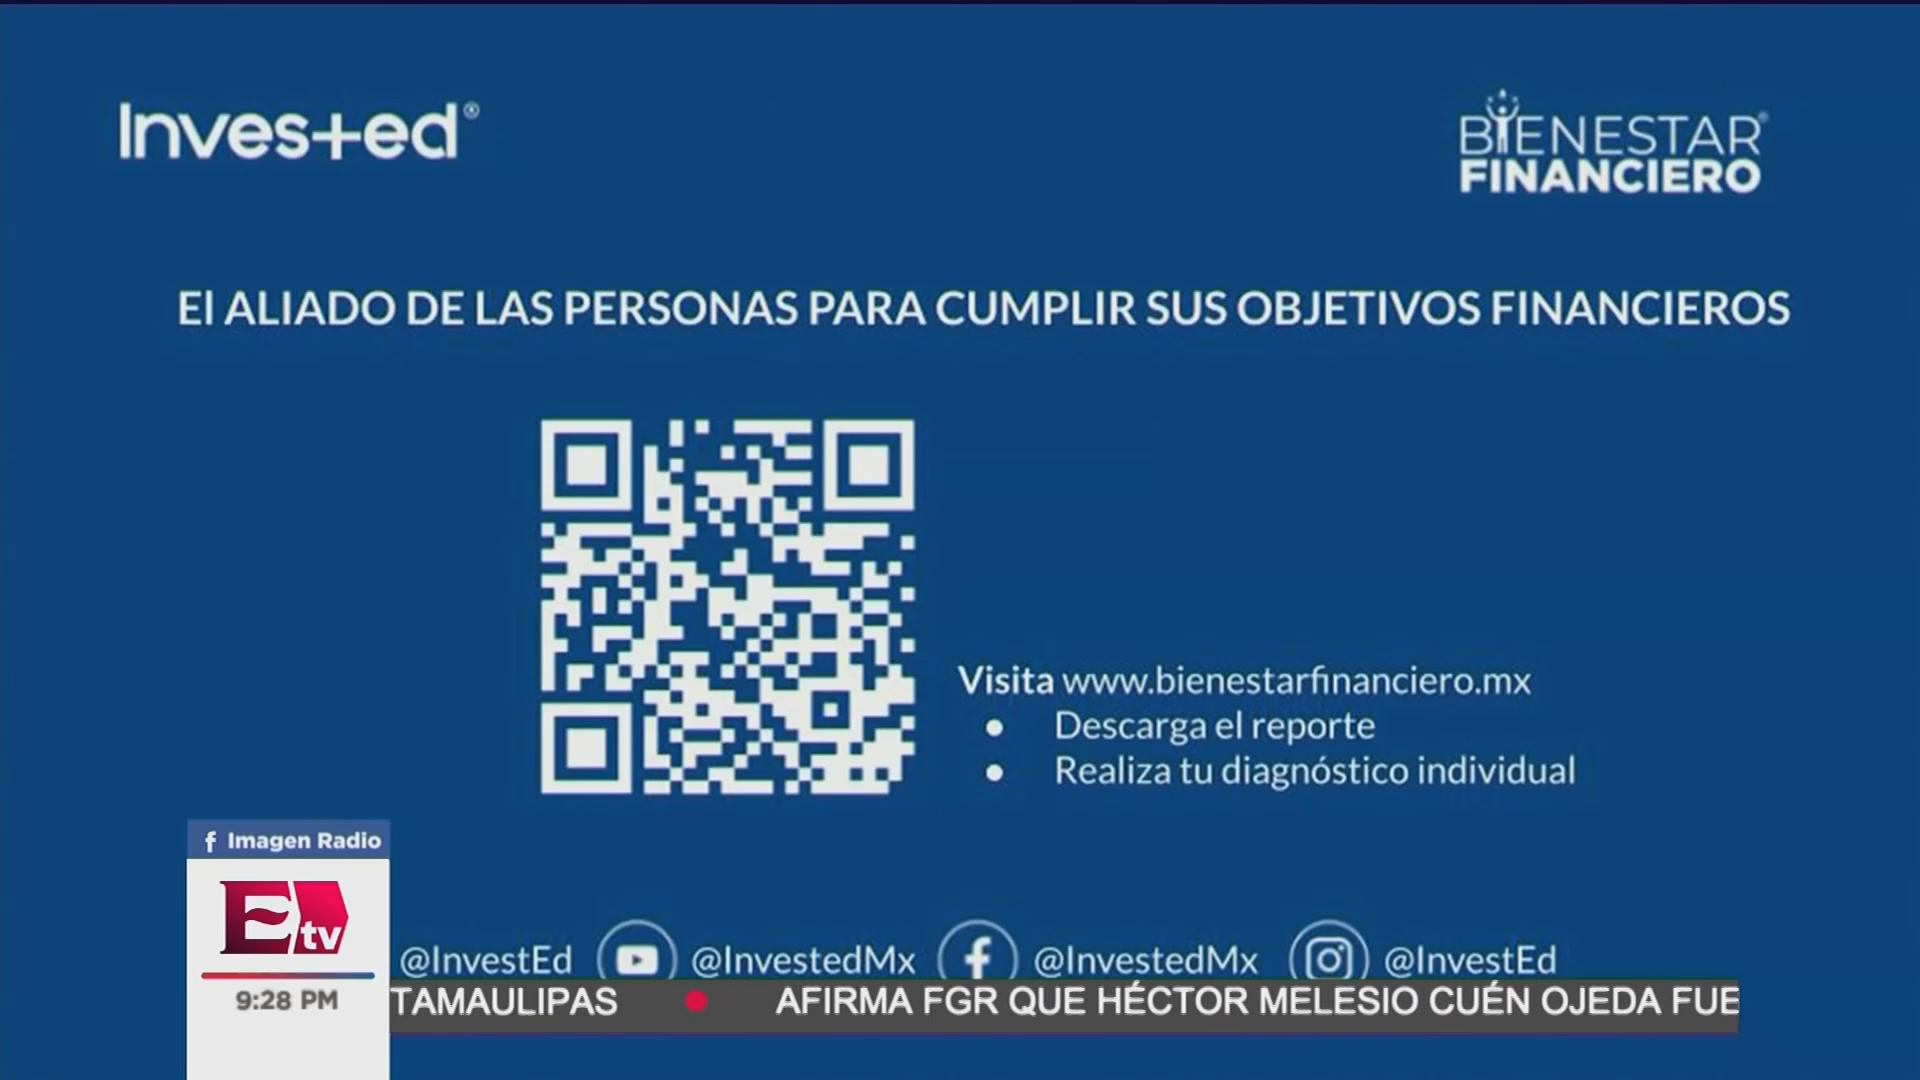 Inves+ed®
BIENESTAR®
FINANCIERO
El ALIADO DE LAS PERSONAS PARA CUMPLIR SUS OBJETIVOS FINANCIEROS
Visita www.bienestarfinanciero.mx
● Descarga el reporte
● Realiza tu diagnóstico individual
f Imagen Radio
Etv
@InvestEd @InvestedMx @InvestedMx @InvestEd
9:28 PM
TAMAULIPAS ● AFIRMA FGR QUE HÉCTOR MELESIO CUÉN OJEDA FUE